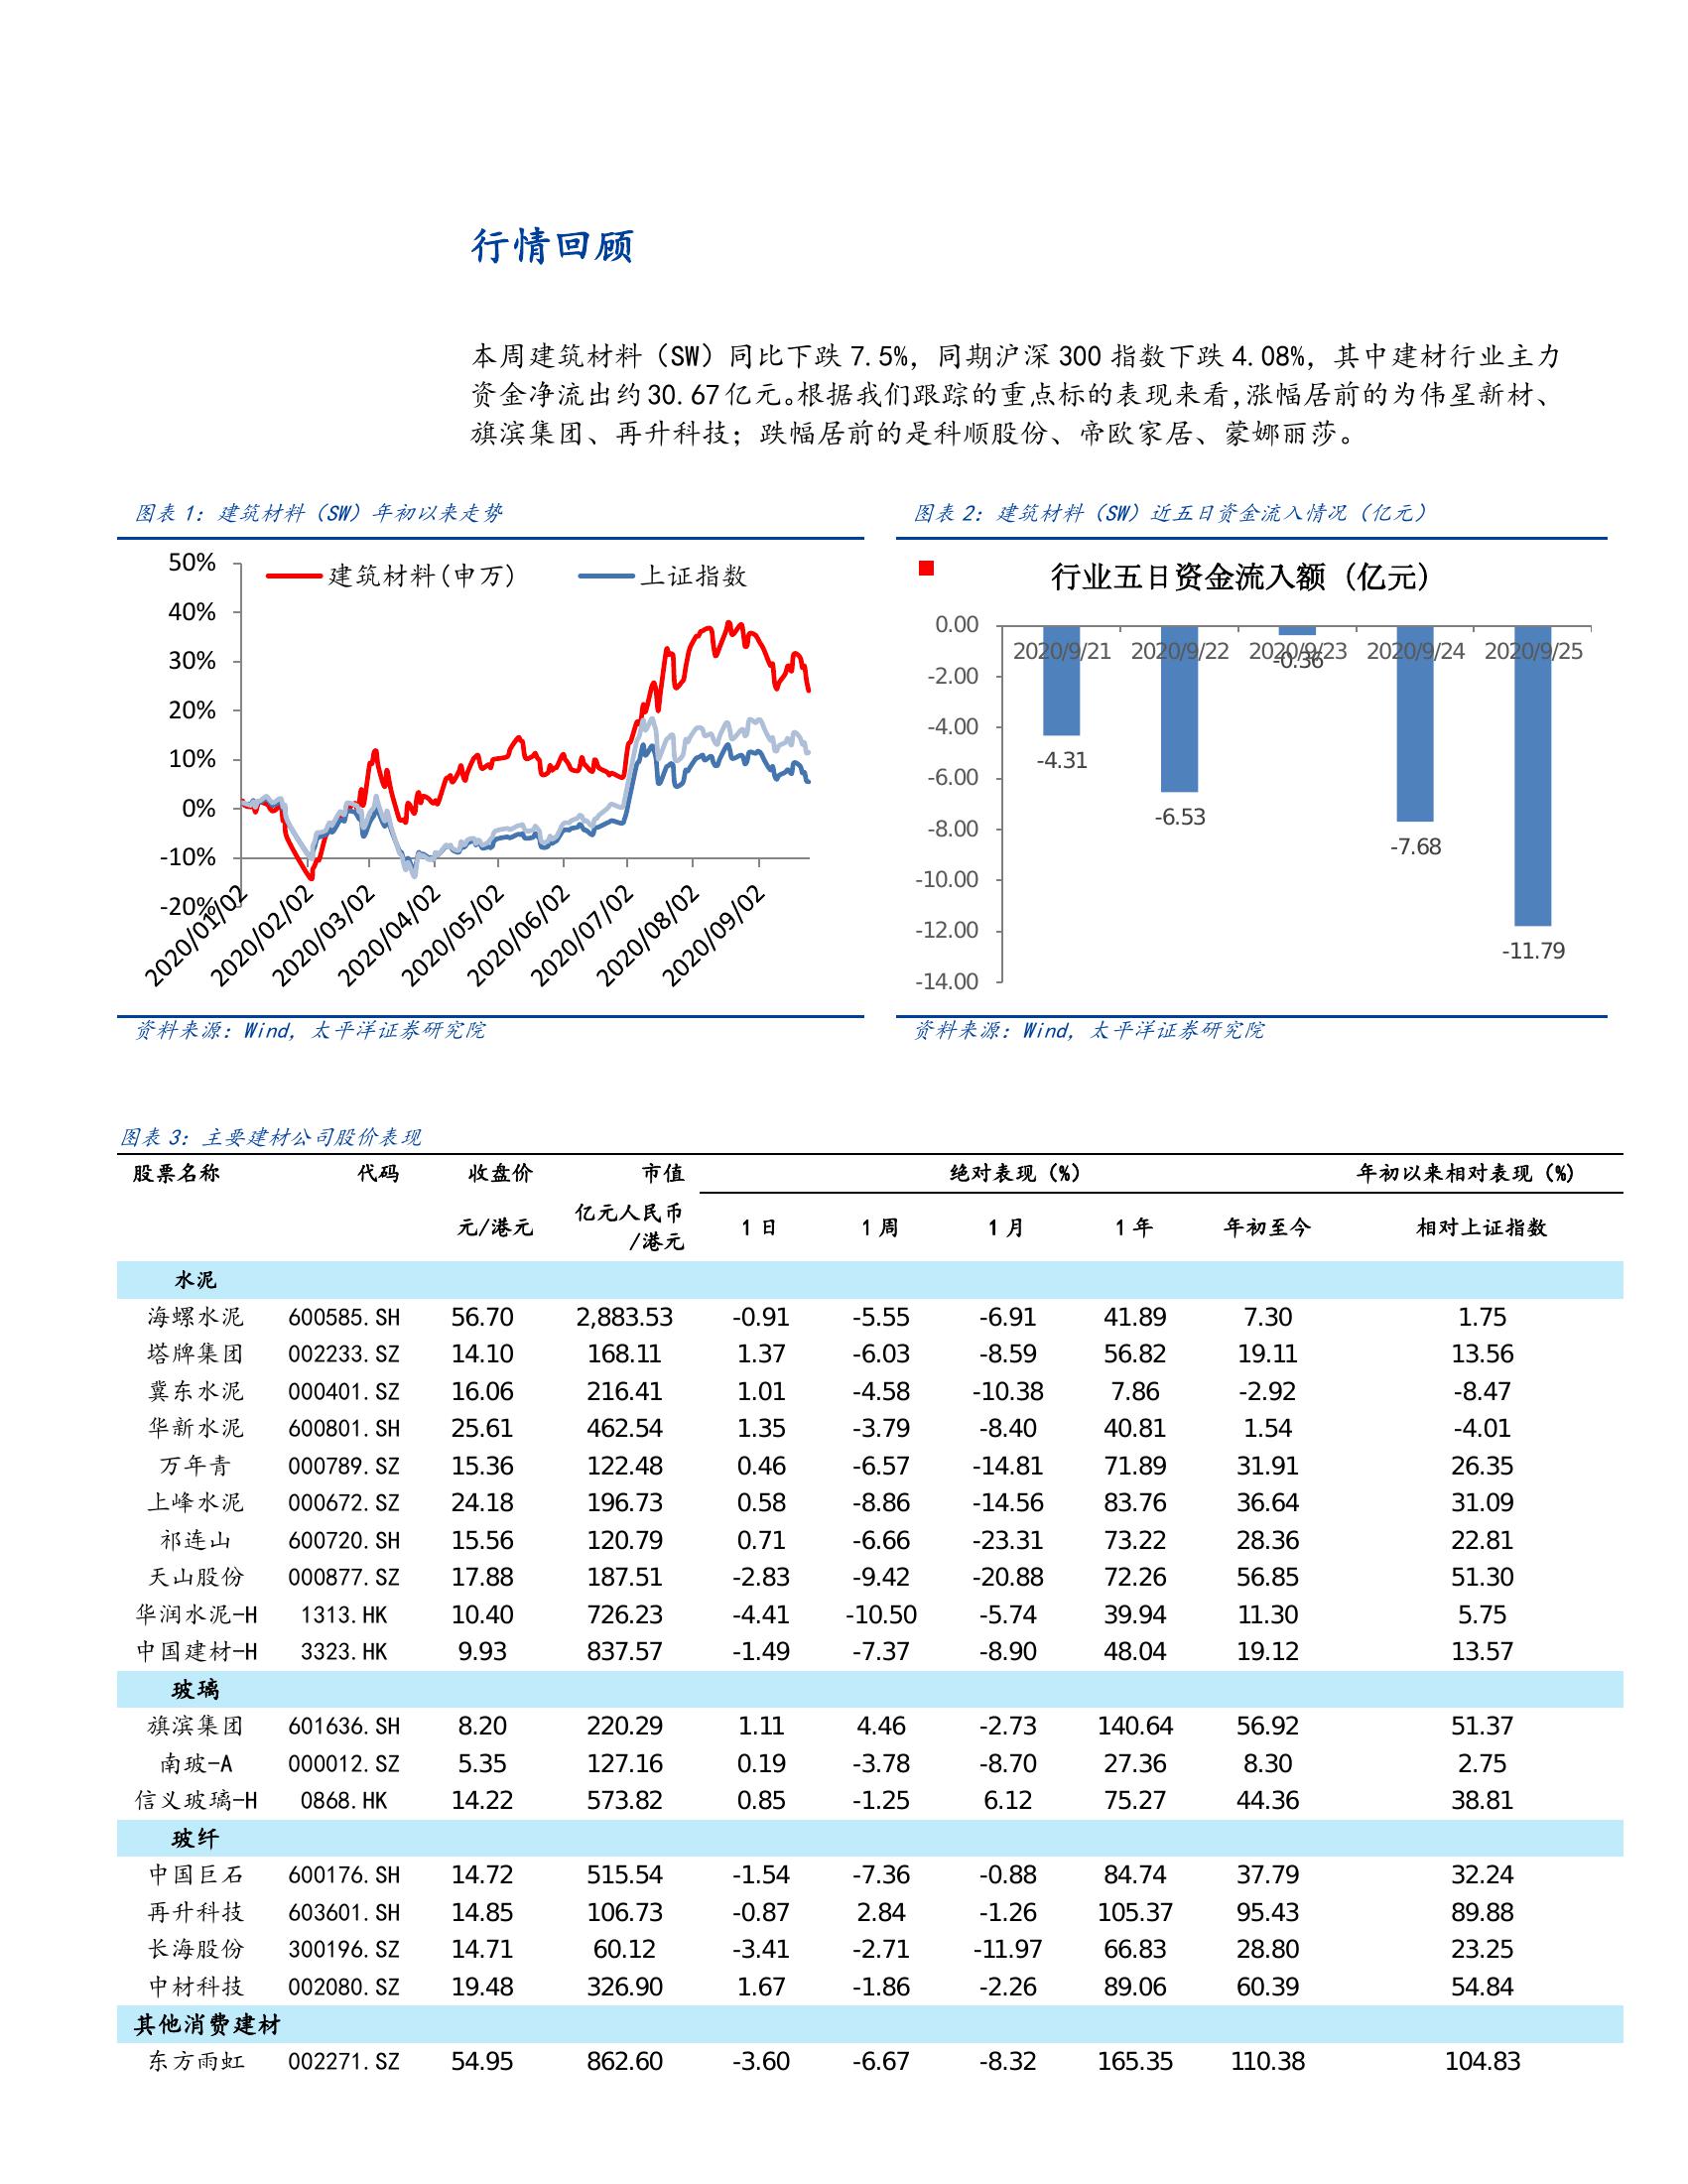 行情回顾
本周建筑材料（SW）同比下跌 7.5%，同期沪深 300 指数下跌 4.08%，其中建材行业主力
资金净流出约 30.67 亿元。根据我们跟踪的重点标的表现来看，涨幅居前的为伟星新材、
旗滨集团、再升科技；跌幅居前的是科顺股份、帝欧家居、蒙娜丽莎。
图表 1：建筑材料（SW）年初以来走势
50%
40%
30%
20%
10%
0%
-10%
-20%
建筑材料(申万)
上证指数
2020/01/02
2020/02/02
2020/03/02
2020/04/02
2020/05/02
2020/06/02
2020/07/02
2020/08/02
2020/09/02
资料来源：Wind，太平洋证券研究院
图表 2：建筑材料（SW）近五日资金流入情况（亿元）
行业五日资金流入额（亿元）
0.00
-2.00
-4.00
-6.00
-8.00
-10.00
-12.00
-14.00
2020/9/21 2020/9/22 2020/9/23 2020/9/24 2020/9/25
-4.31
-6.53
-0.36
-7.68
-11.79
资料来源：Wind，太平洋证券研究院
图表 3：主要建材公司股价表现
股票名称 代码 收盘价 市值 绝对表现（%） 年初以来相对表现（%）
元/港元 亿元人民币/港元 1 日 1 周 1 月 1 年 年初至今 相对上证指数
水泥
海螺水泥 600585.SH 56.70 2,883.53 -0.91 -5.55 -6.91 41.89 7.30 1.75
塔牌集团 002233.SZ 14.10 168.11 1.37 -6.03 -8.59 56.82 19.11 13.56
冀东水泥 000401.SZ 16.06 216.41 1.01 -4.58 -10.38 7.86 -2.92 -8.47
华新水泥 600801.SH 25.61 462.54 1.35 -3.79 -8.40 40.81 1.54 -4.01
万年青 000789.SZ 15.36 122.48 0.46 -6.57 -14.81 71.89 31.91 26.35
上峰水泥 000672.SZ 24.18 196.73 0.58 -8.86 -14.56 83.76 36.64 31.09
祁连山 600720.SH 15.56 120.79 0.71 -6.66 -23.31 73.22 28.36 22.81
天山股份 000877.SZ 17.88 187.51 -2.83 -9.42 -20.88 72.26 56.85 51.30
华润水泥-H 1313.HK 10.40 726.23 -4.41 -10.50 -5.74 39.94 11.30 5.75
中国建材-H 3323.HK 9.93 837.57 -1.49 -7.37 -8.90 48.04 19.12 13.57
玻璃
旗滨集团 601636.SH 8.20 220.29 1.11 4.46 -2.73 140.64 56.92 51.37
南玻-A 000012.SZ 5.35 127.16 0.19 -3.78 -8.70 27.36 8.30 2.75
信义玻璃-H 0868.HK 14.22 573.82 0.85 -1.25 6.12 75.27 44.36 38.81
玻纤
中国巨石 600176.SH 14.72 515.54 -1.54 -7.36 -0.88 84.74 37.79 32.24
再升科技 603601.SH 14.85 106.73 -0.87 2.84 -1.26 105.37 95.43 89.88
长海股份 300196.SZ 14.71 60.12 -3.41 -2.71 -11.97 66.83 28.80 23.25
中材科技 002080.SZ 19.48 326.90 1.67 -1.86 -2.26 89.06 60.39 54.84
其他消费建材
东方雨虹 002271.SZ 54.95 862.60 -3.60 -6.67 -8.32 165.35 110.38 104.83